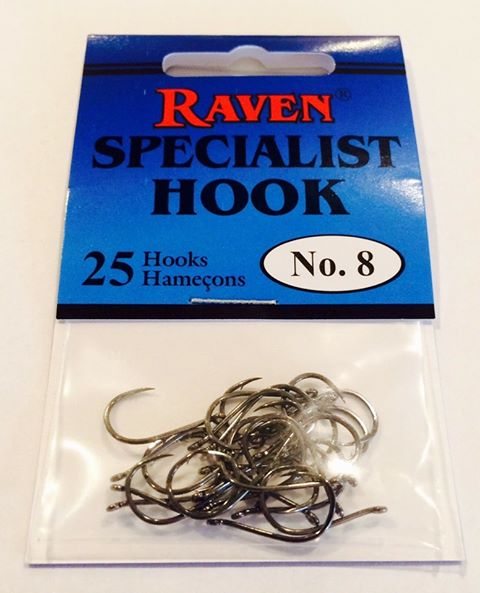 RAVEN®
SPECIALIST
HOOK
25 Hooks
Hameçons
No. 8